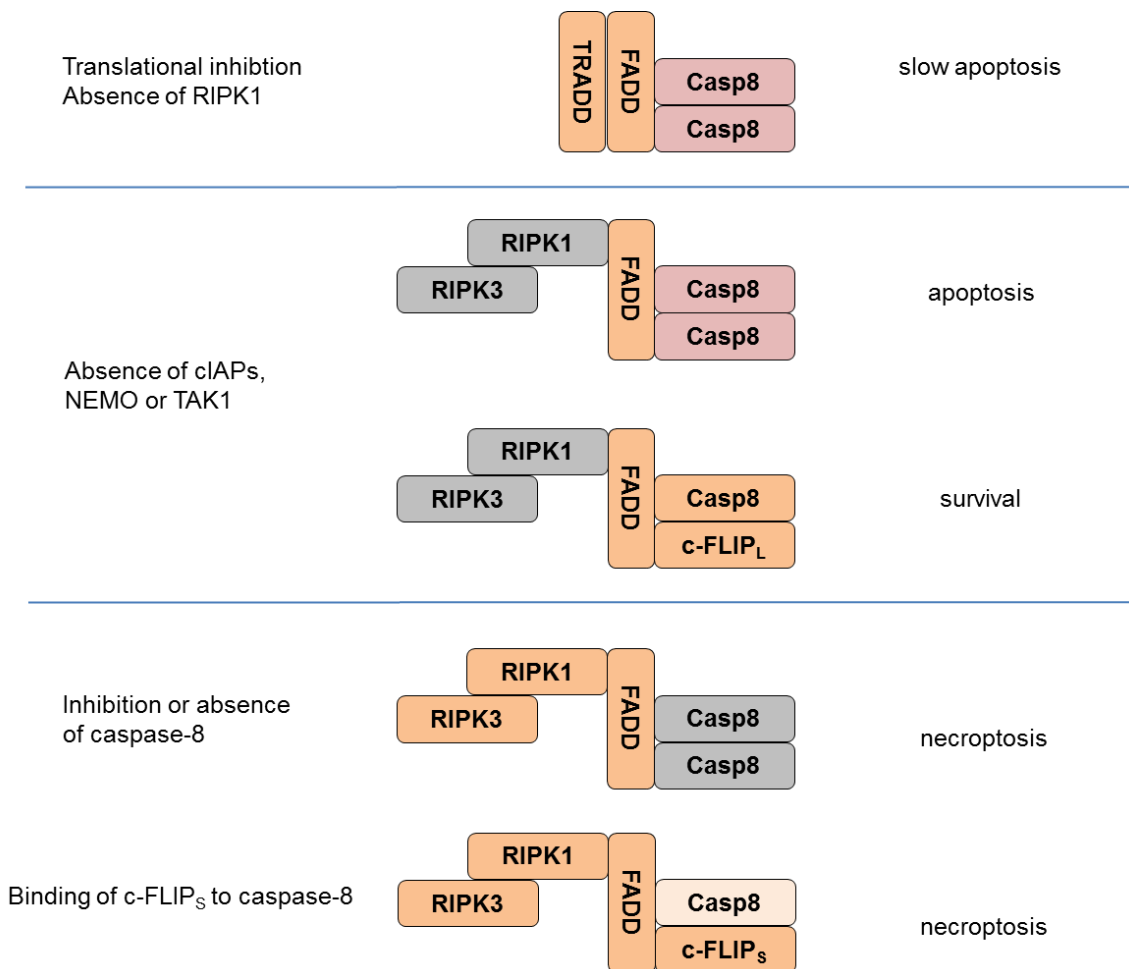 Translational inhibtion
Absence of RIPK1
TRADD
FADD
Casp8
Casp8
slow apoptosis
Absence of cIAPs,
NEMO or TAK1
RIPK1
RIPK3
FADD
Casp8
Casp8
apoptosis
RIPK1
RIPK3
FADD
Casp8
c-FLIPL
survival
Inhibition or absence
of caspase-8
RIPK1
RIPK3
FADD
Casp8
Casp8
necroptosis
Binding of c-FLIPS to caspase-8
RIPK1
RIPK3
FADD
Casp8
c-FLIPS
necroptosis